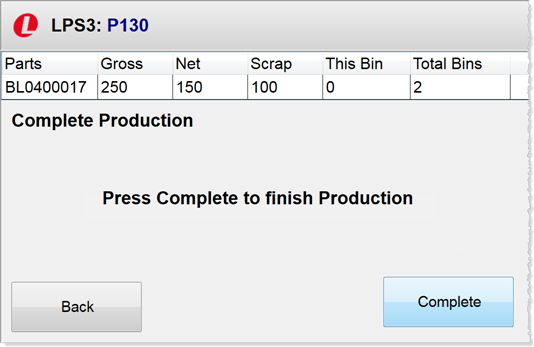 LPS3: P130
Parts Gross Net Scrap This Bin Total Bins
BL0400017 250 150 100 0 2
Complete Production
Press Complete to finish Production
Back Complete